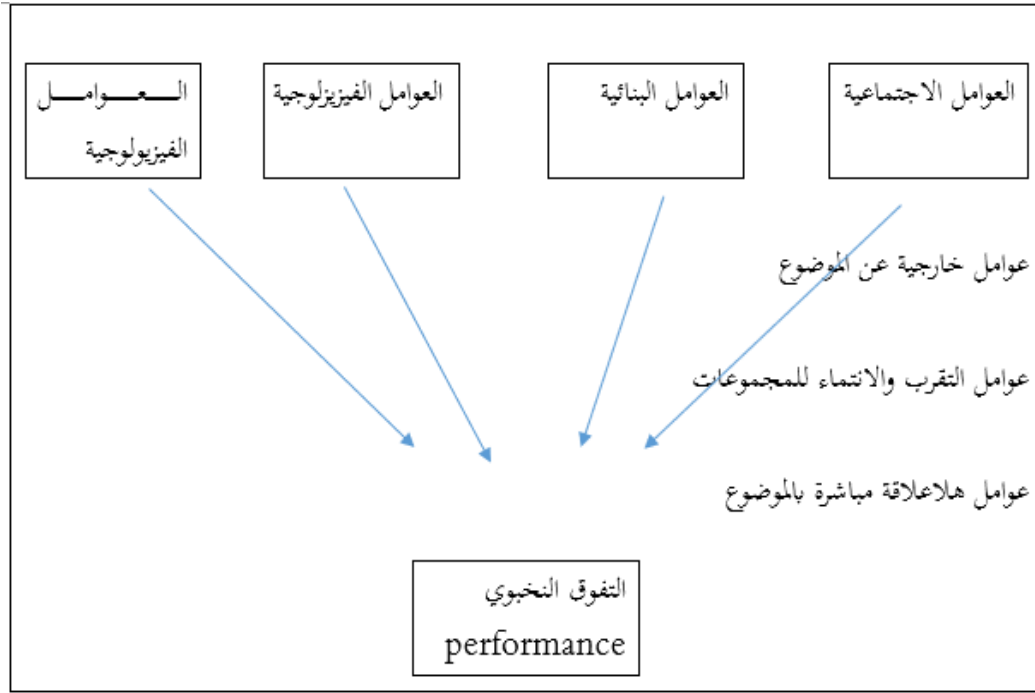 العوامل الاجتماعية
العوامل البنائية
العوامل الفيزيزلوجية
العوامل
الفيزيولوجية
عوامل خارجية عن الموضوع
عوامل التقرب والانتماء للمجموعات
عوامل هلاعلاقة مباشرة بالموضوع
التفوق النخبوي
performance